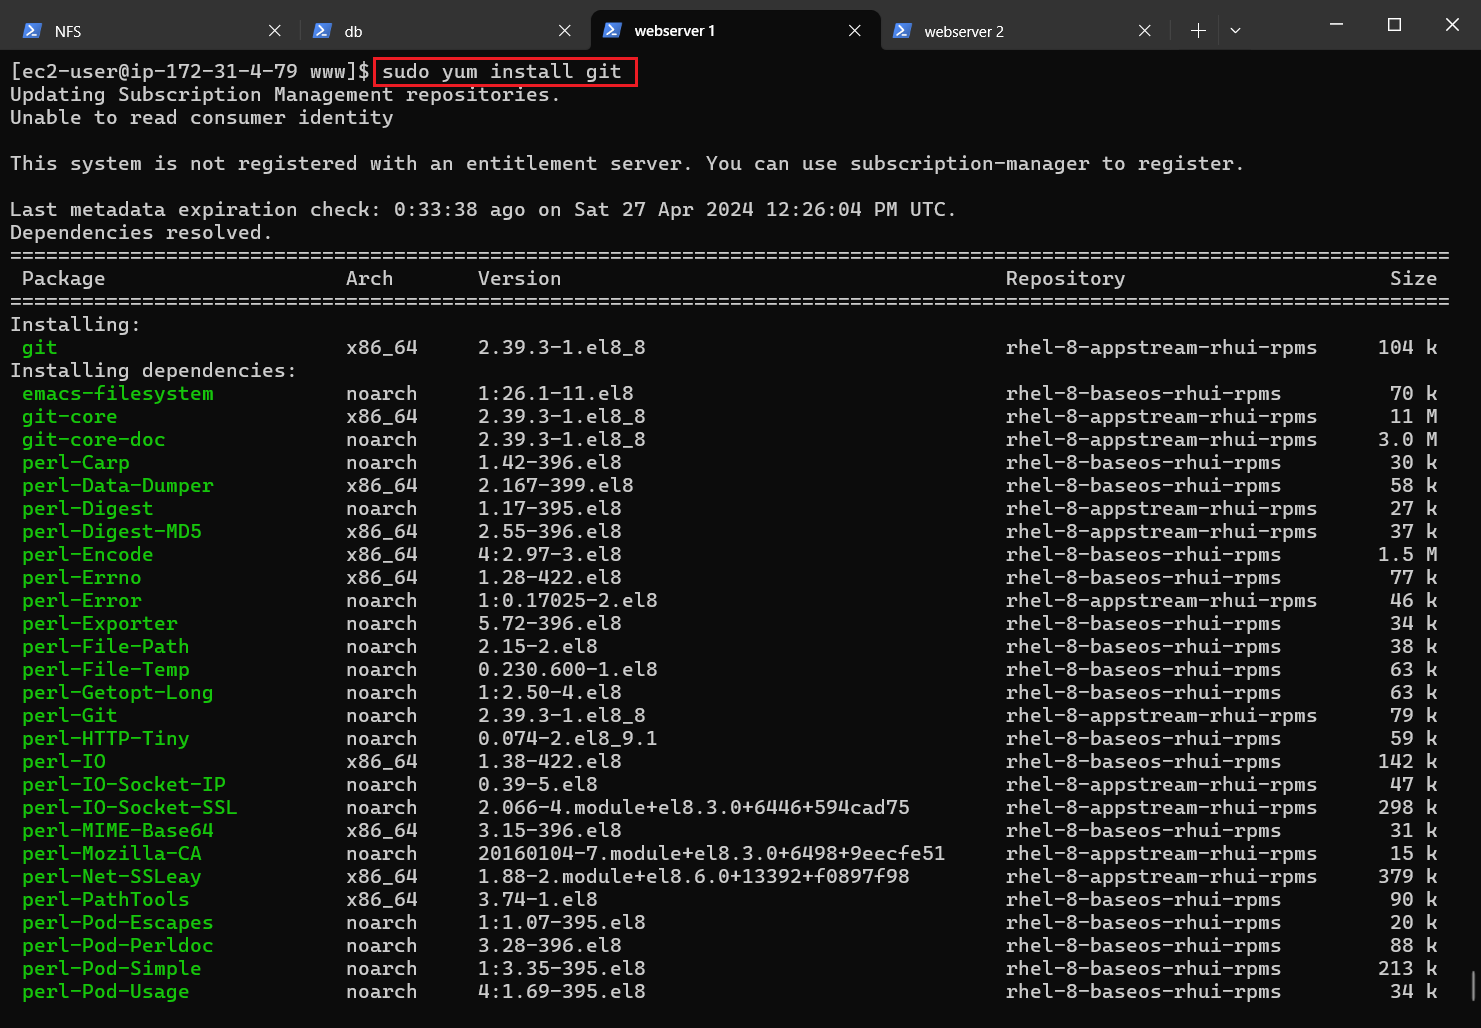 NFS
db
webserver 1
webserver 2
[ec2-user@ip-172-31-4-79 www]$ sudo yum install git
Updating Subscription Management repositories.
Unable to read consumer identity
This system is not registered with an entitlement server. You can use subscription-manager to register.
Last metadata expiration check: 0:33:38 ago on Sat 27 Apr 2024 12:26:04 PM UTC.
Dependencies resolved.
========================================================================================================================
Package Arch Version Repository Size
========================================================================================================================
Installing:
git x86_64 2.39.3-1.el8_8 rhel-8-appstream-rhui-rpms 104 k
Installing dependencies:
emacs-filesystem noarch 1:26.1-11.el8 rhel-8-baseos-rhui-rpms 70 k
git-core x86_64 2.39.3-1.el8_8 rhel-8-appstream-rhui-rpms 11 M
git-core-doc noarch 2.39.3-1.el8_8 rhel-8-appstream-rhui-rpms 3.0 M
perl-Carp noarch 1.42-396.el8 rhel-8-baseos-rhui-rpms 30 k
perl-Data-Dumper x86_64 2.167-399.el8 rhel-8-baseos-rhui-rpms 58 k
perl-Digest noarch 1.17-395.el8 rhel-8-appstream-rhui-rpms 27 k
perl-Digest-MD5 x86_64 2.55-396.el8 rhel-8-appstream-rhui-rpms 37 k
perl-Encode x86_64 4:2.97-3.el8 rhel-8-baseos-rhui-rpms 1.5 M
perl-Errno x86_64 1.28-422.el8 rhel-8-baseos-rhui-rpms 77 k
perl-Error noarch 1:0.17025-2.el8 rhel-8-appstream-rhui-rpms 46 k
perl-Exporter noarch 5.72-396.el8 rhel-8-baseos-rhui-rpms 34 k
perl-File-Path noarch 2.15-2.el8 rhel-8-baseos-rhui-rpms 38 k
perl-File-Temp noarch 0.230.600-1.el8 rhel-8-baseos-rhui-rpms 63 k
perl-Getopt-Long noarch 1:2.50-4.el8 rhel-8-baseos-rhui-rpms 63 k
perl-Git noarch 2.39.3-1.el8_8 rhel-8-appstream-rhui-rpms 79 k
perl-HTTP-Tiny noarch 0.074-2.el8_9.1 rhel-8-baseos-rhui-rpms 59 k
perl-IO x86_64 1.38-422.el8 rhel-8-baseos-rhui-rpms 142 k
perl-IO-Socket-IP noarch 0.39-5.el8 rhel-8-appstream-rhui-rpms 47 k
perl-IO-Socket-SSL noarch 2.066-4.module+el8.3.0+6446+594cad75 rhel-8-appstream-rhui-rpms 298 k
perl-MIME-Base64 x86_64 3.15-396.el8 rhel-8-baseos-rhui-rpms 31 k
perl-Mozilla-CA noarch 20160104-7.module+el8.3.0+6498+9eecfe51 rhel-8-appstream-rhui-rpms 15 k
perl-Net-SSLeay x86_64 1.88-2.module+el8.6.0+13392+f0897f98 rhel-8-appstream-rhui-rpms 379 k
perl-PathTools x86_64 3.74-1.el8 rhel-8-baseos-rhui-rpms 90 k
perl-Pod-Escapes noarch 1:1.07-395.el8 rhel-8-baseos-rhui-rpms 20 k
perl-Pod-Perldoc noarch 3.28-396.el8 rhel-8-baseos-rhui-rpms 88 k
perl-Pod-Simple noarch 1:3.35-395.el8 rhel-8-baseos-rhui-rpms 213 k
perl-Pod-Usage noarch 4:1.69-395.el8 rhel-8-baseos-rhui-rpms 34 k